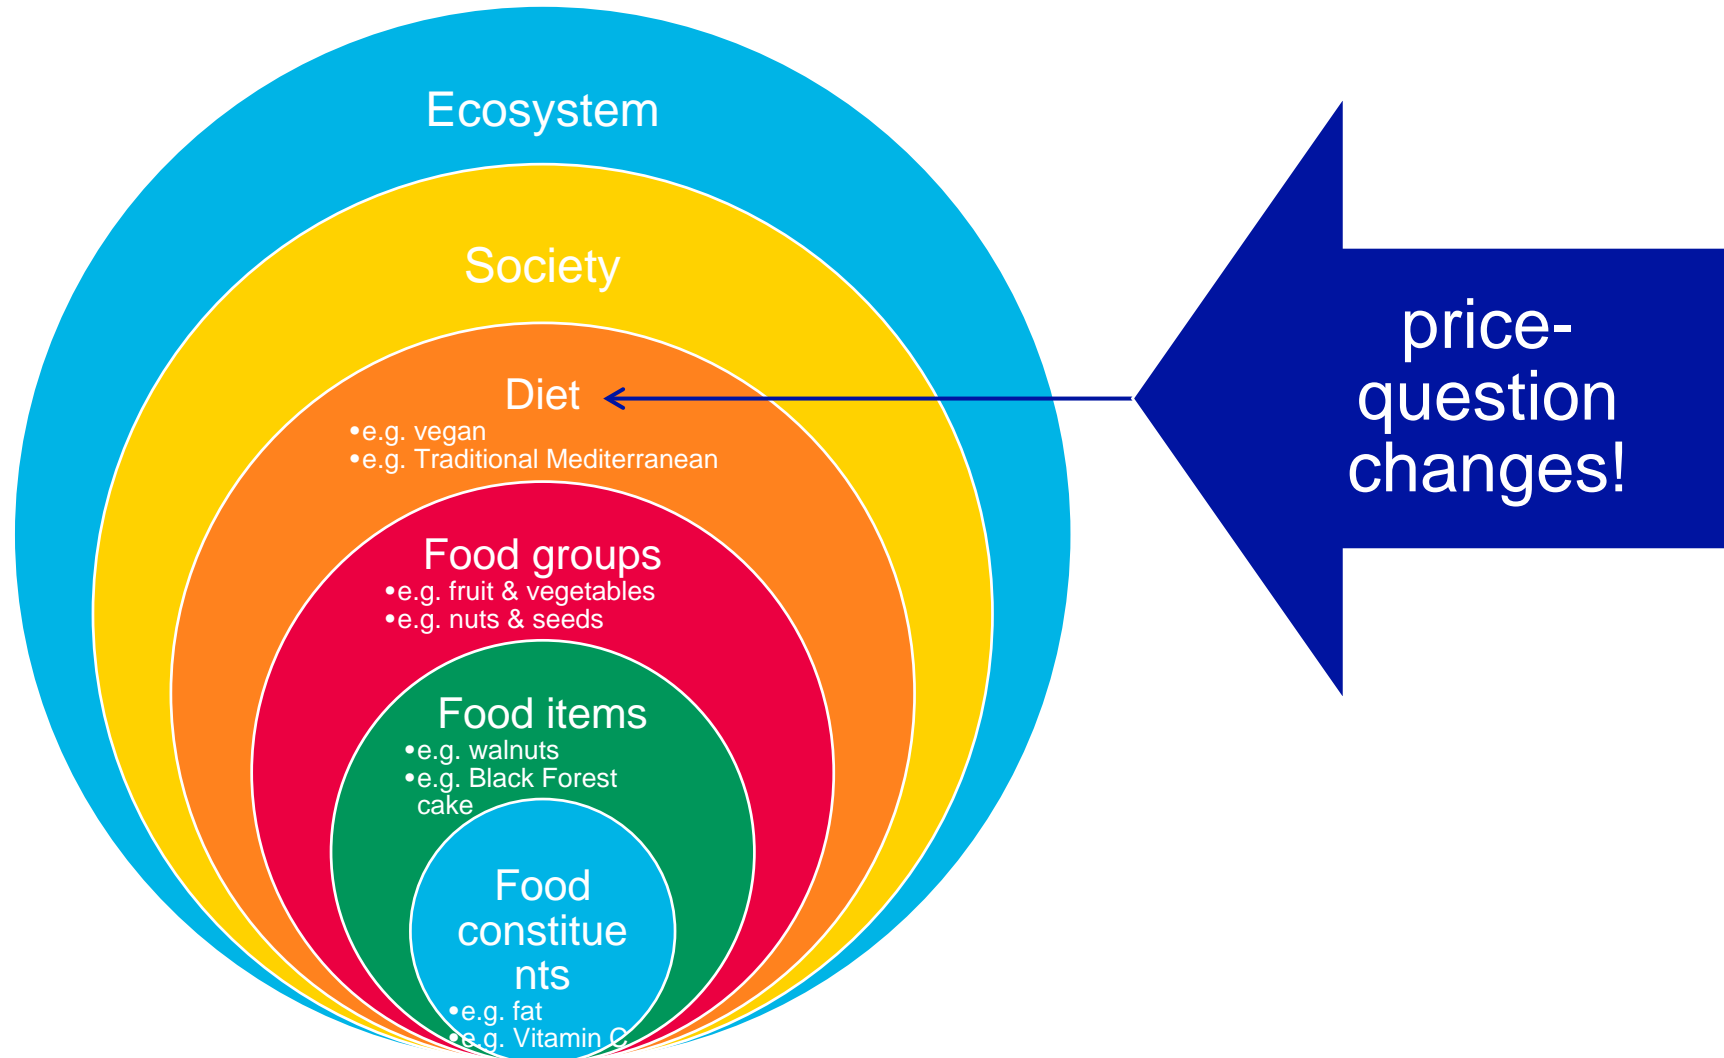 Ecosystem
Society
Diet
•e.g. vegan
•e.g. Traditional Mediterranean
Food groups
•e.g. fruit & vegetables
•e.g. nuts & seeds
Food items
•e.g. walnuts
•e.g. Black Forest
cake
Food
constitue
nts
•e.g. fat
•e.g. Vitamin C
price-
question
changes!